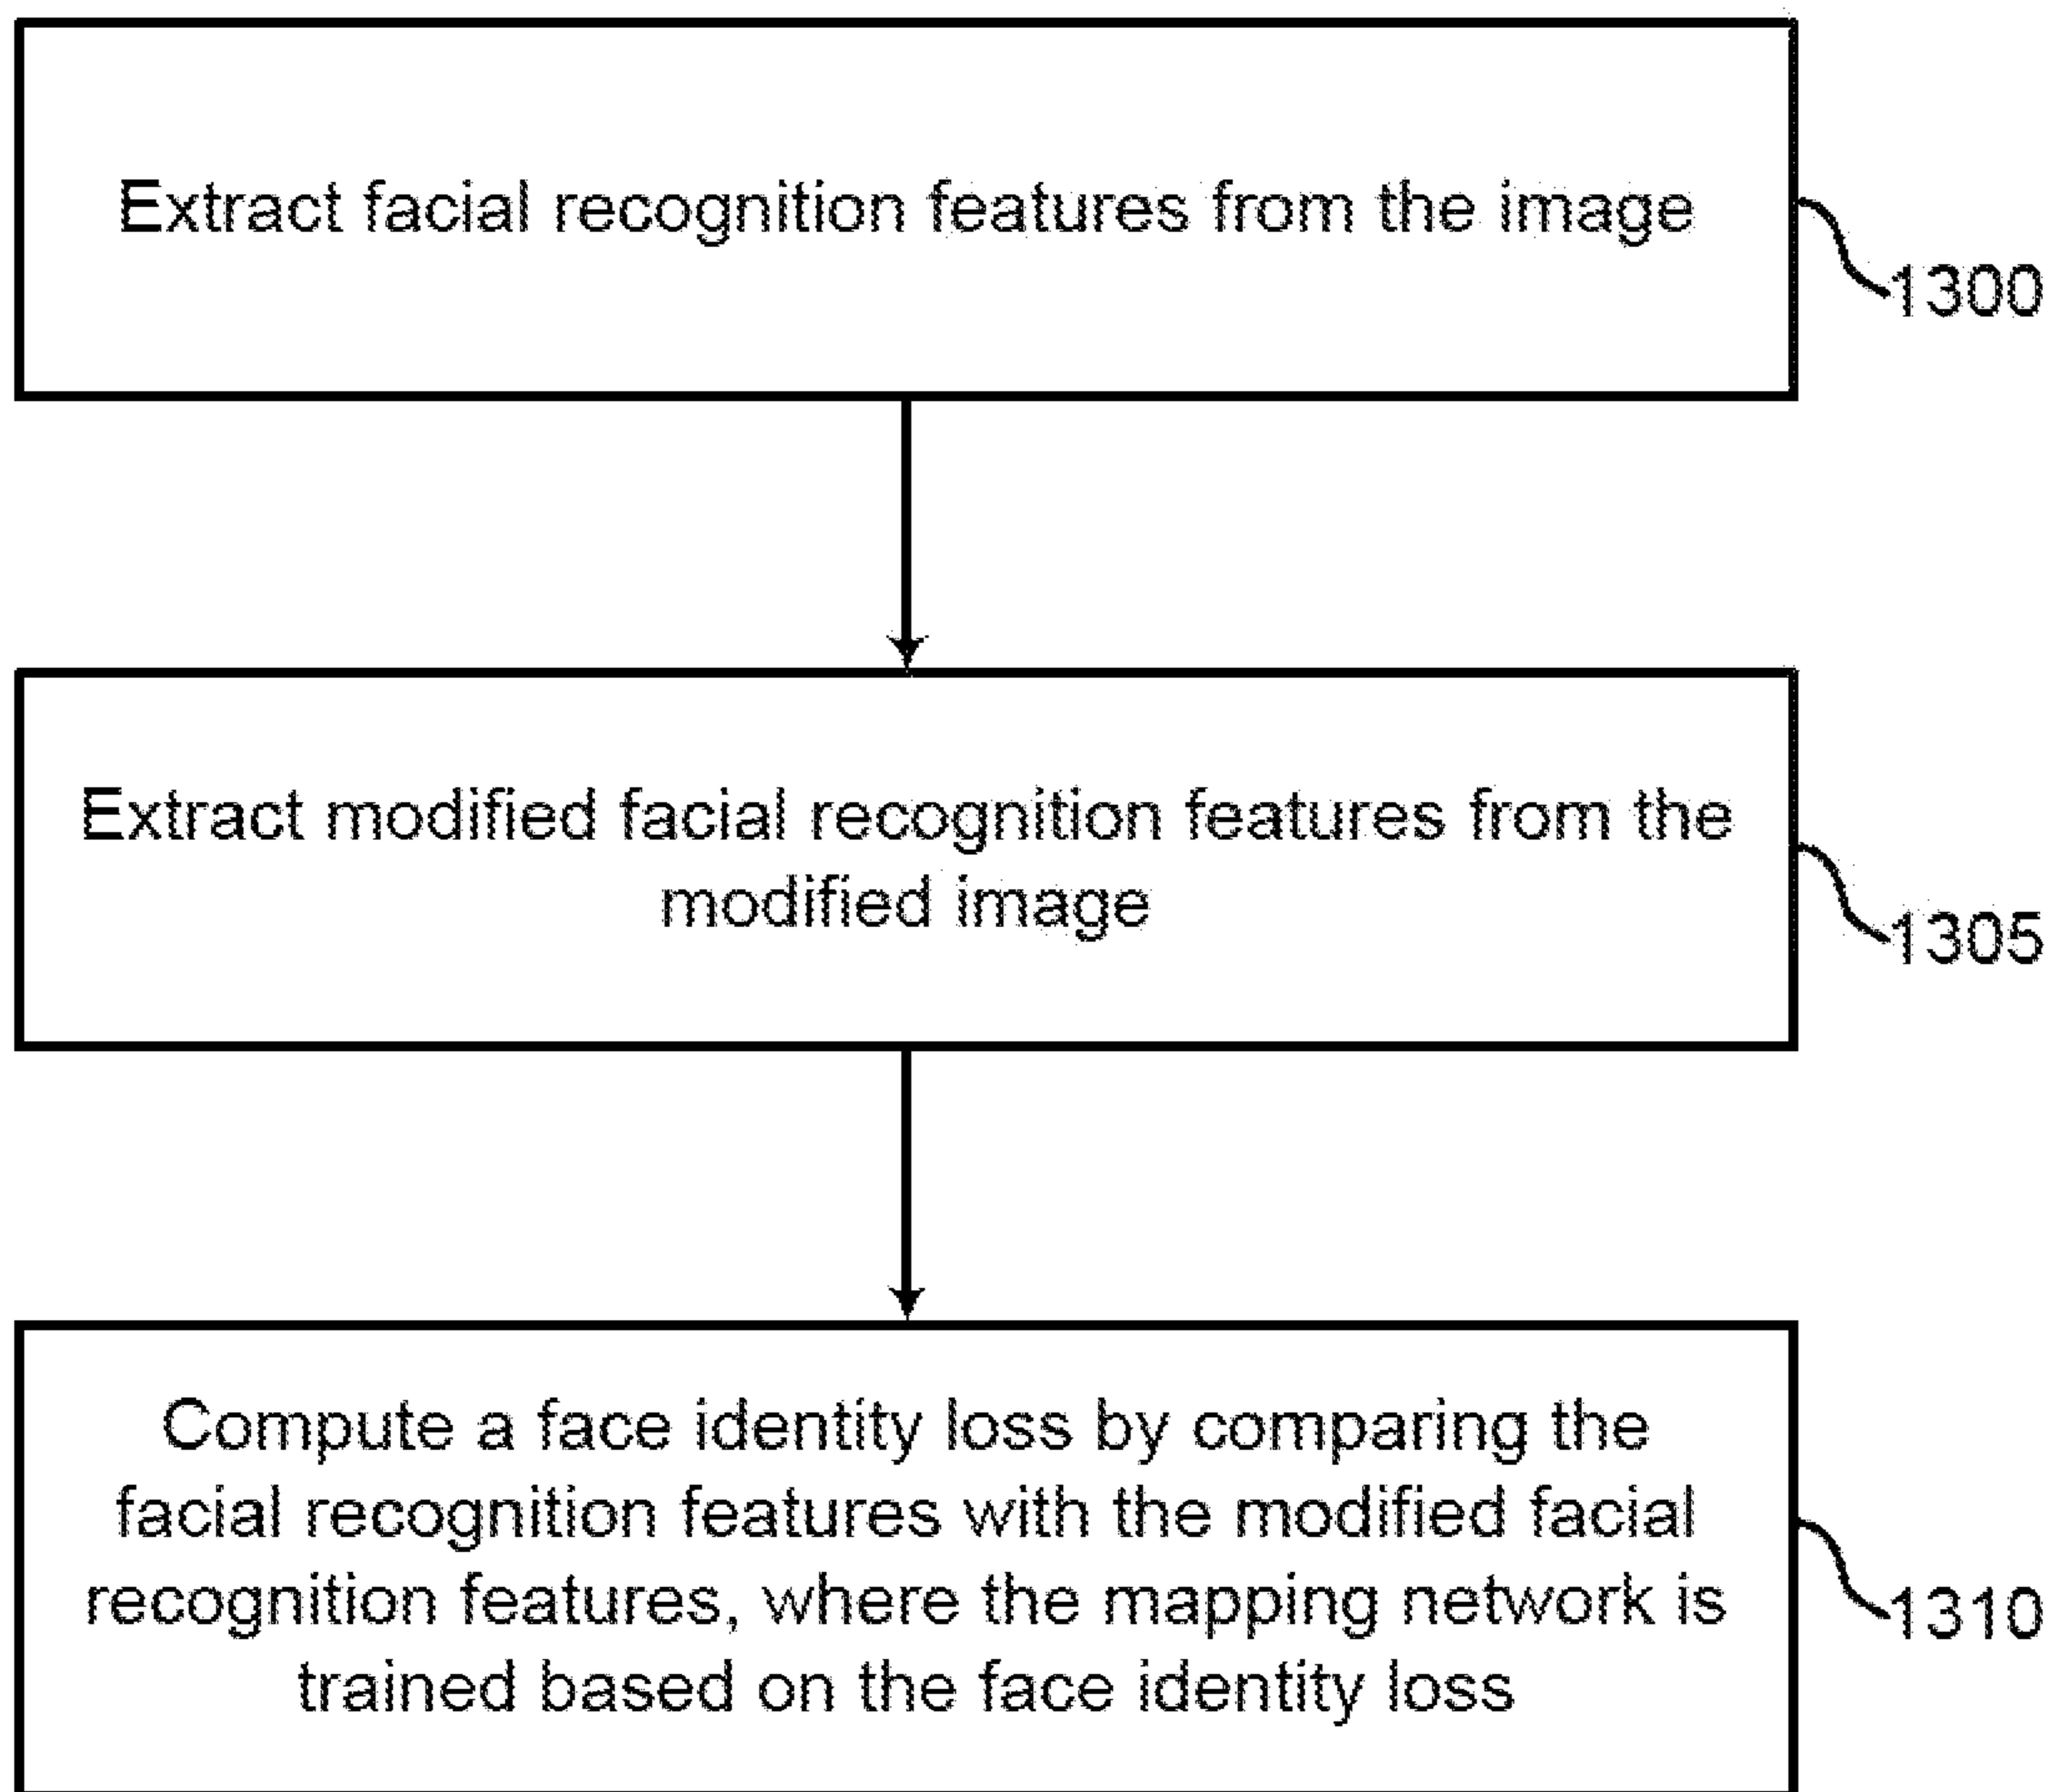 Extract facial recognition features from the image
1300
Extract modified facial recognition features from the
modified image
1305
Compute a face identity loss by comparing the
facial recognition features with the modified facial
recognition features, where the mapping network is
trained based on the face identity loss
1310